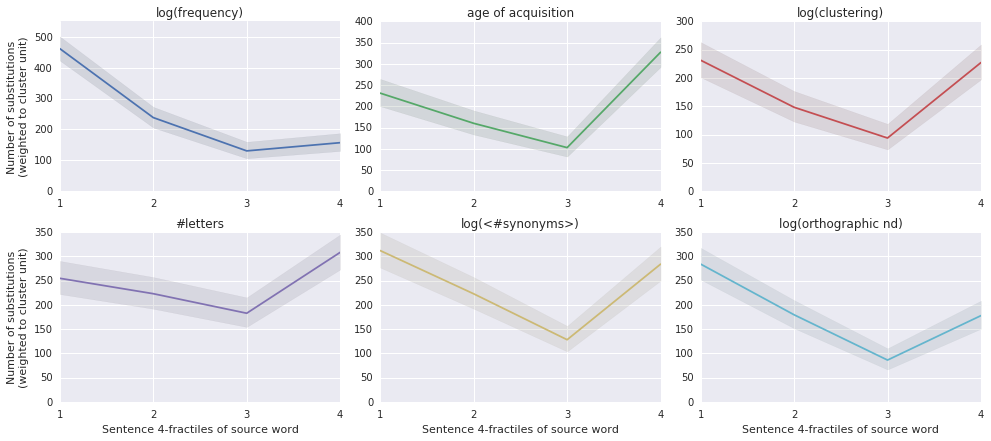 log(frequency)
age of acquisition
log(clustering)
Number of substitutions
(weighted to cluster unit)
500
400
300
200
100
0
1 2 3 4
400
350
300
250
200
150
100
50
0
1 2 3 4
300
250
200
150
100
50
0
1 2 3 4
#letters
log(<#synonyms>)
log(orthographic nd)
Number of substitutions
(weighted to cluster unit)
350
300
250
200
150
100
50
0
1 2 3 4
350
300
250
200
150
100
50
0
1 2 3 4
350
300
250
200
150
100
50
0
1 2 3 4
Sentence 4-fractiles of source word
Sentence 4-fractiles of source word
Sentence 4-fractiles of source word